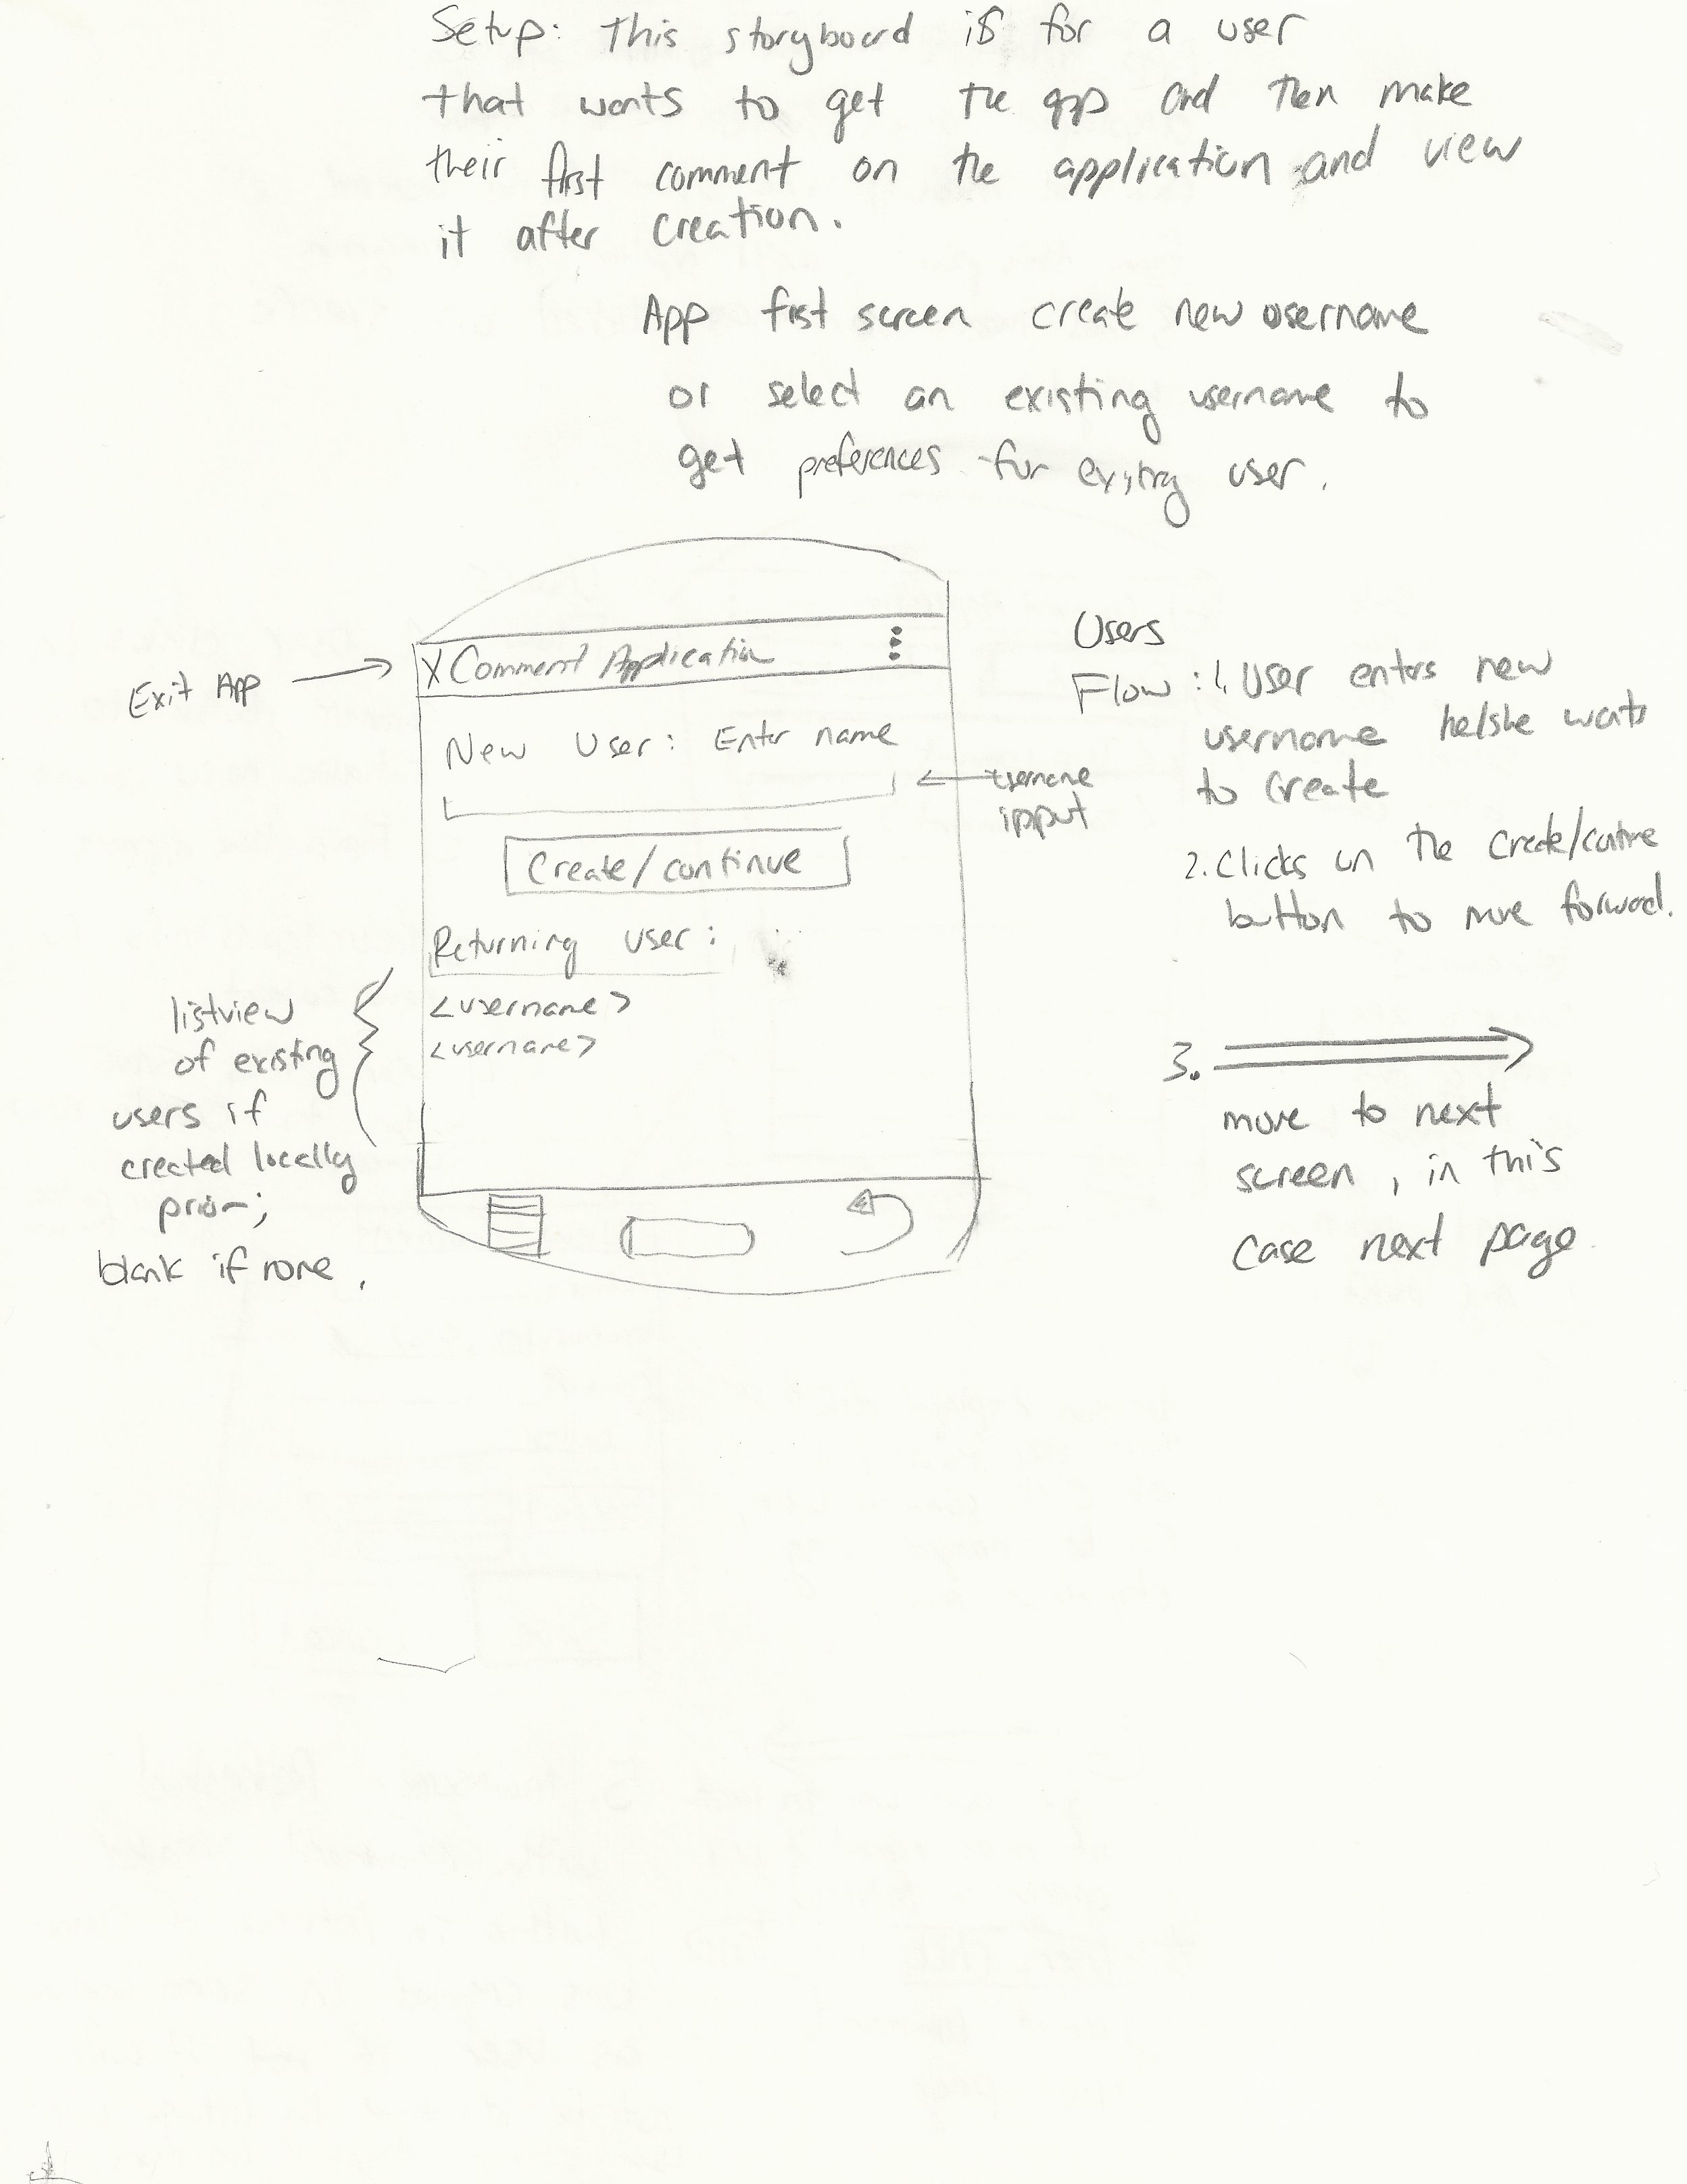 Setup: This storyboard is for a user
that wants to get the app and then make
their first comment on the application and view
it after creation.
App fist screen create new username
or select an existing username to
get preferences for exiting user.
Exit App
X Comment Application
New User: Enter name
username
input
Create/continue
Returning user:
<username>
<username>
listview
of existing
users if
created locally
prior;
blank if none.
Users
Flow: 1. User enters new
username he/she wants
to create
2. Clicks on the create/continue
button to move forward.
3.
move to next
screen, in this
case next page